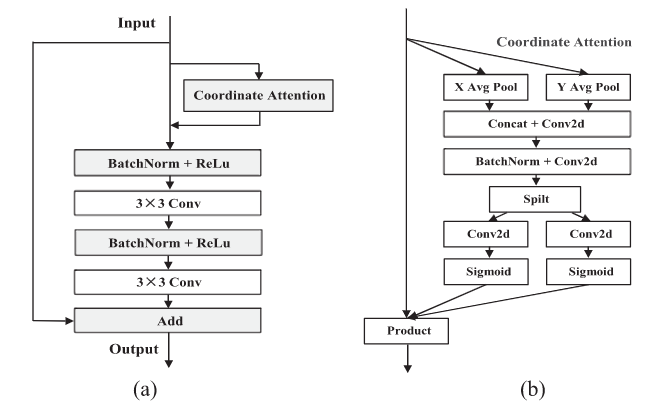 Input
Coordinate Attention
BatchNorm + ReLu
3×3 Conv
BatchNorm + ReLu
3×3 Conv
Add
Output
(a)
Coordinate Attention
X Avg Pool
Y Avg Pool
Concat + Conv2d
BatchNorm + Conv2d
Spilt
Conv2d
Conv2d
Sigmoid
Sigmoid
Product
(b)